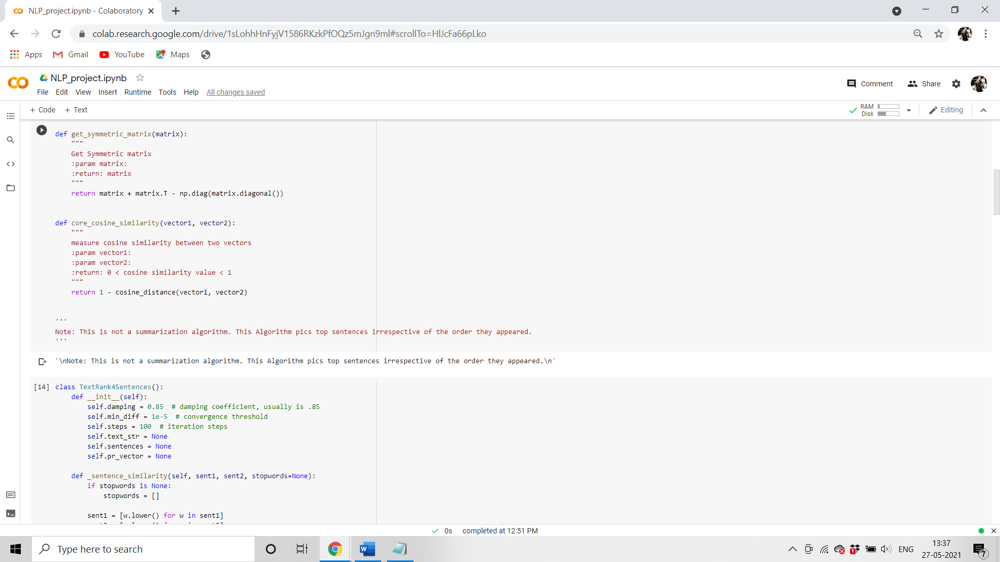 NLP_project.ipynb - Colaboratory
colab.research.google.com/drive/1sLohhHnFyjV1586RKzkPfOQz5mJgn9ml#scrollTo=HlJcFa66pLko
Apps Gmail YouTube Maps
NLP_project.ipynb
File Edit View Insert Runtime Tools Help All changes saved
Comment Share
+ Code + Text
RAM
Disk
Editing
def get_symmetric_matrix(matrix):
"""
Get Symmetric matrix
:param matrix:
:return: matrix
"""
return matrix + matrix.T - np.diag(matrix.diagonal())
def core_cosine_similarity(vector1, vector2):
"""
measure cosine similarity between two vectors
:param vector1:
:param vector2:
:return: 0 < cosine similarity value < 1
"""
return 1 - cosine_distance(vector1, vector2)
'''
Note: This is not a summarization algorithm. This Algorithm pics top sentences irrespective of the order they appeared.
'''
'\nNote: This is not a summarization algorithm. This Algorithm pics top sentences irrespective of the order they appeared.\n'
[14] class TextRank4Sentences():
def __init__(self):
self.damping = 0.85 # damping coefficient, usually is .85
self.min_diff = 1e-5 # convergence threshold
self.steps = 100 # iteration steps
self.text_str = None
self.sentences = None
self.pr_vector = None
def _sentence_similarity(self, sent1, sent2, stopwords=None):
if stopwords is None:
stopwords = []
sent1 = [w.lower() for w in sent1]
0s completed at 12:51 PM
Type here to search
ENG
13:37
27-05-2021
7
1